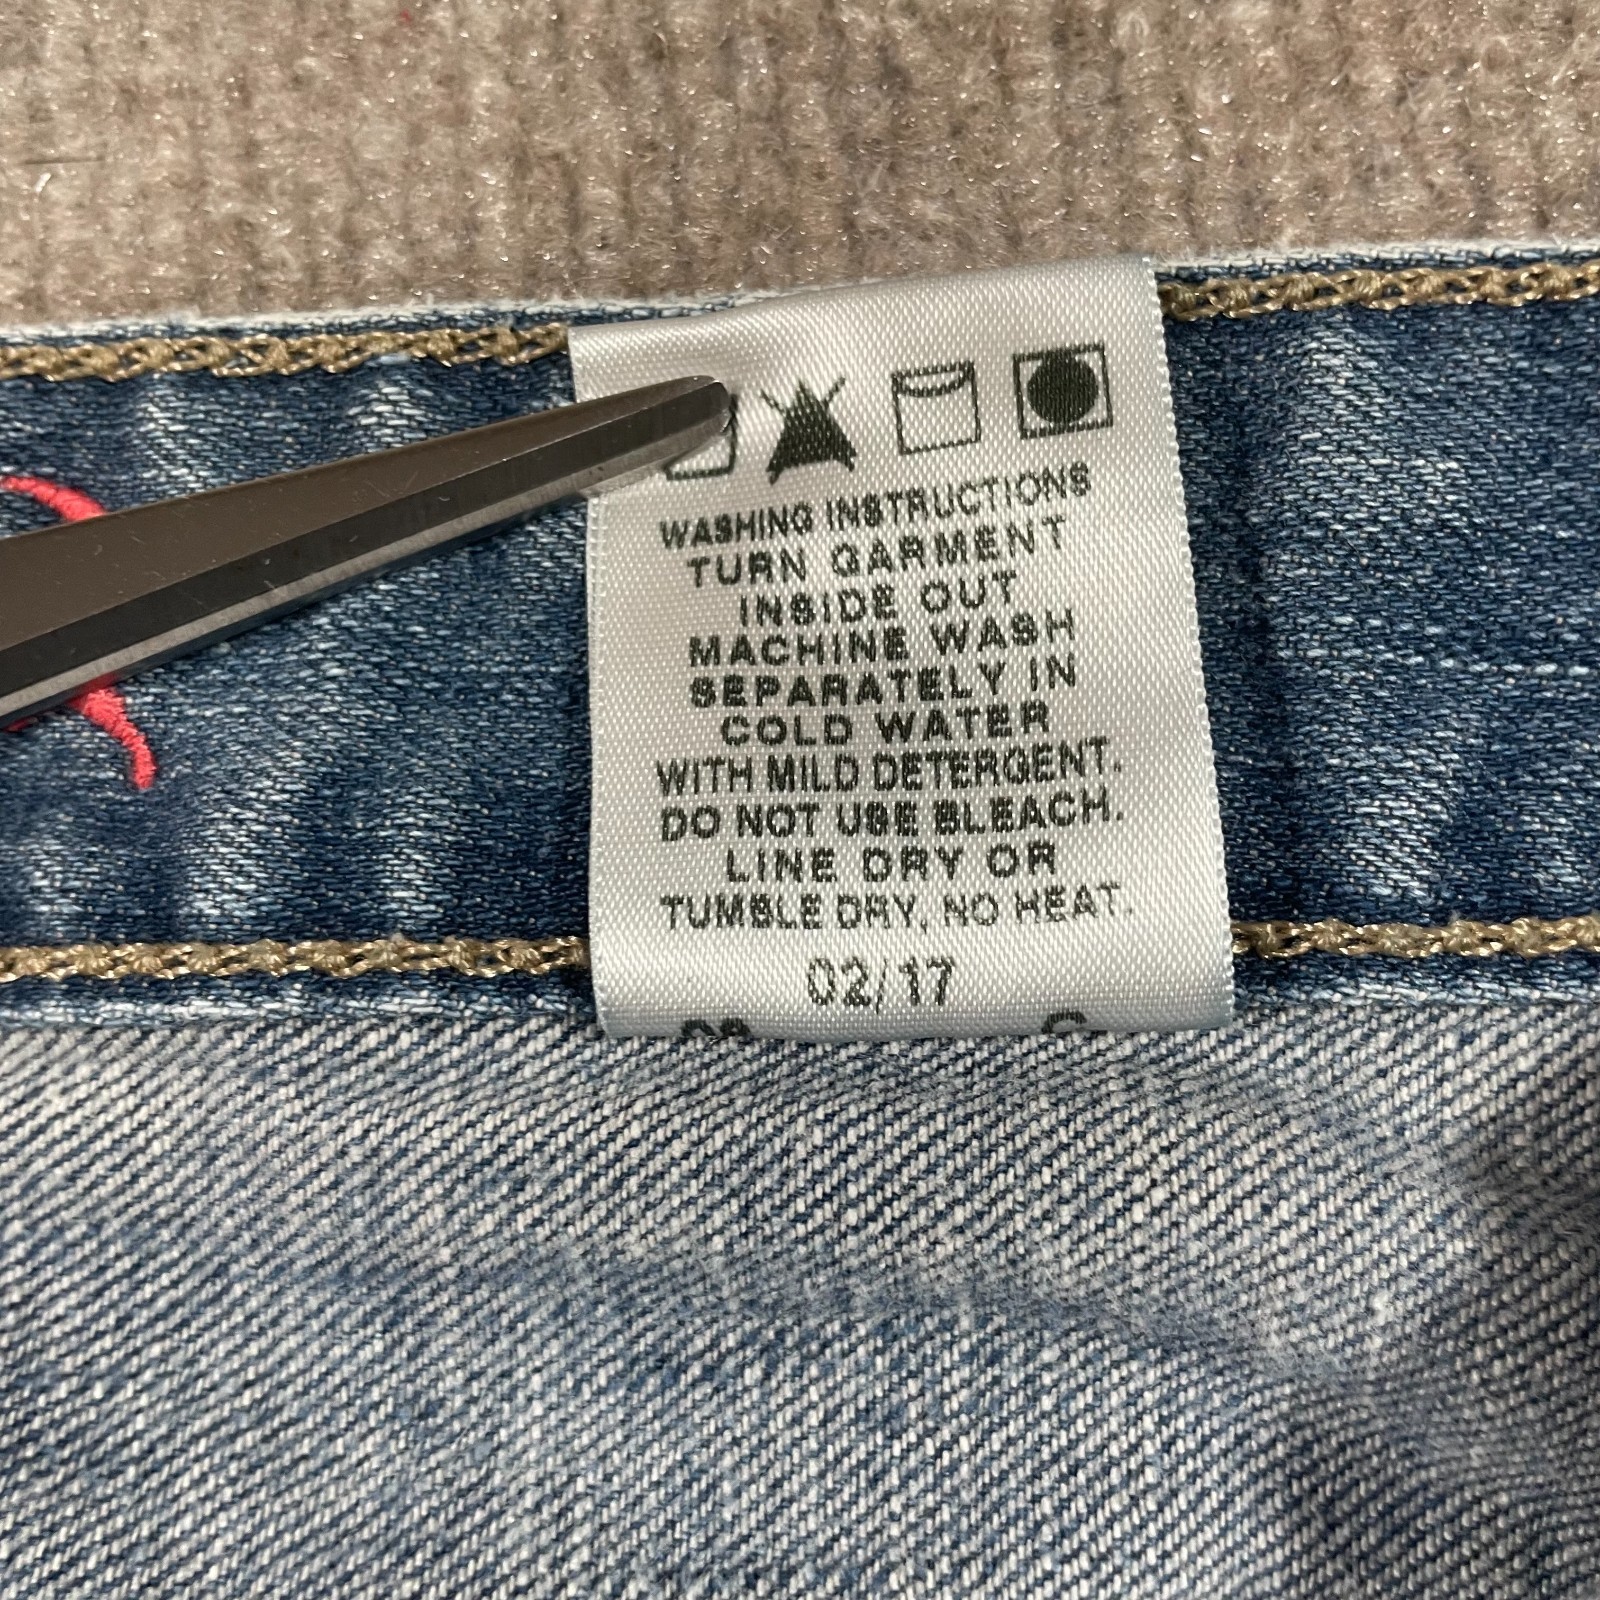 WASHING INSTRUCTIONS
TURN GARMENT
INSIDE OUT
MACHINE WASH
SEPARATELY IN
COLD WATER
WITH MILD DETERGENT.
DO NOT USE BLEACH.
LINE DRY OR
TUMBLE DRY, NO HEAT.
02/17